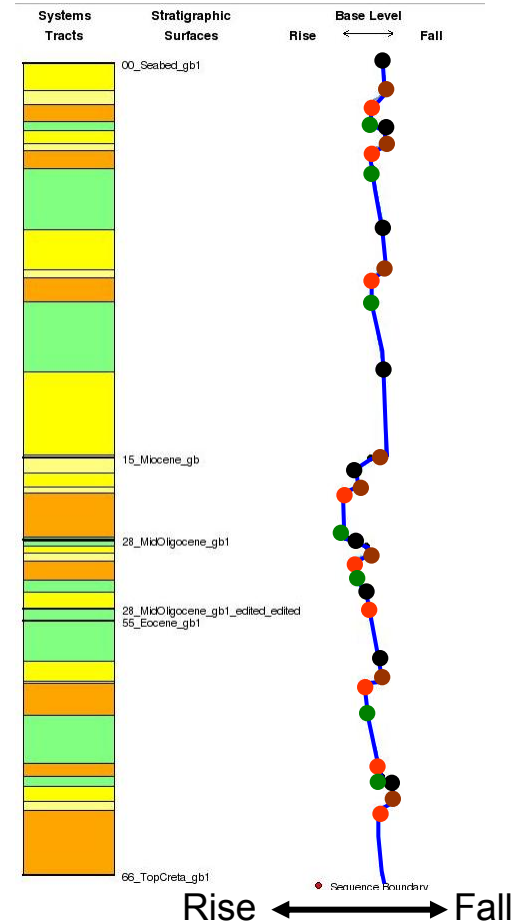 Systems Stratigraphic Base Level
Tracts Surfaces Rise Fall
00_Seabed_gb1
15_Miocene_gb
28_MidOligocene_gb1
28_MidOligocene_gb1_edited_edited
55_Eocene_gb1
66_TopCreta_gb1
Sequence Boundary
Rise Fall